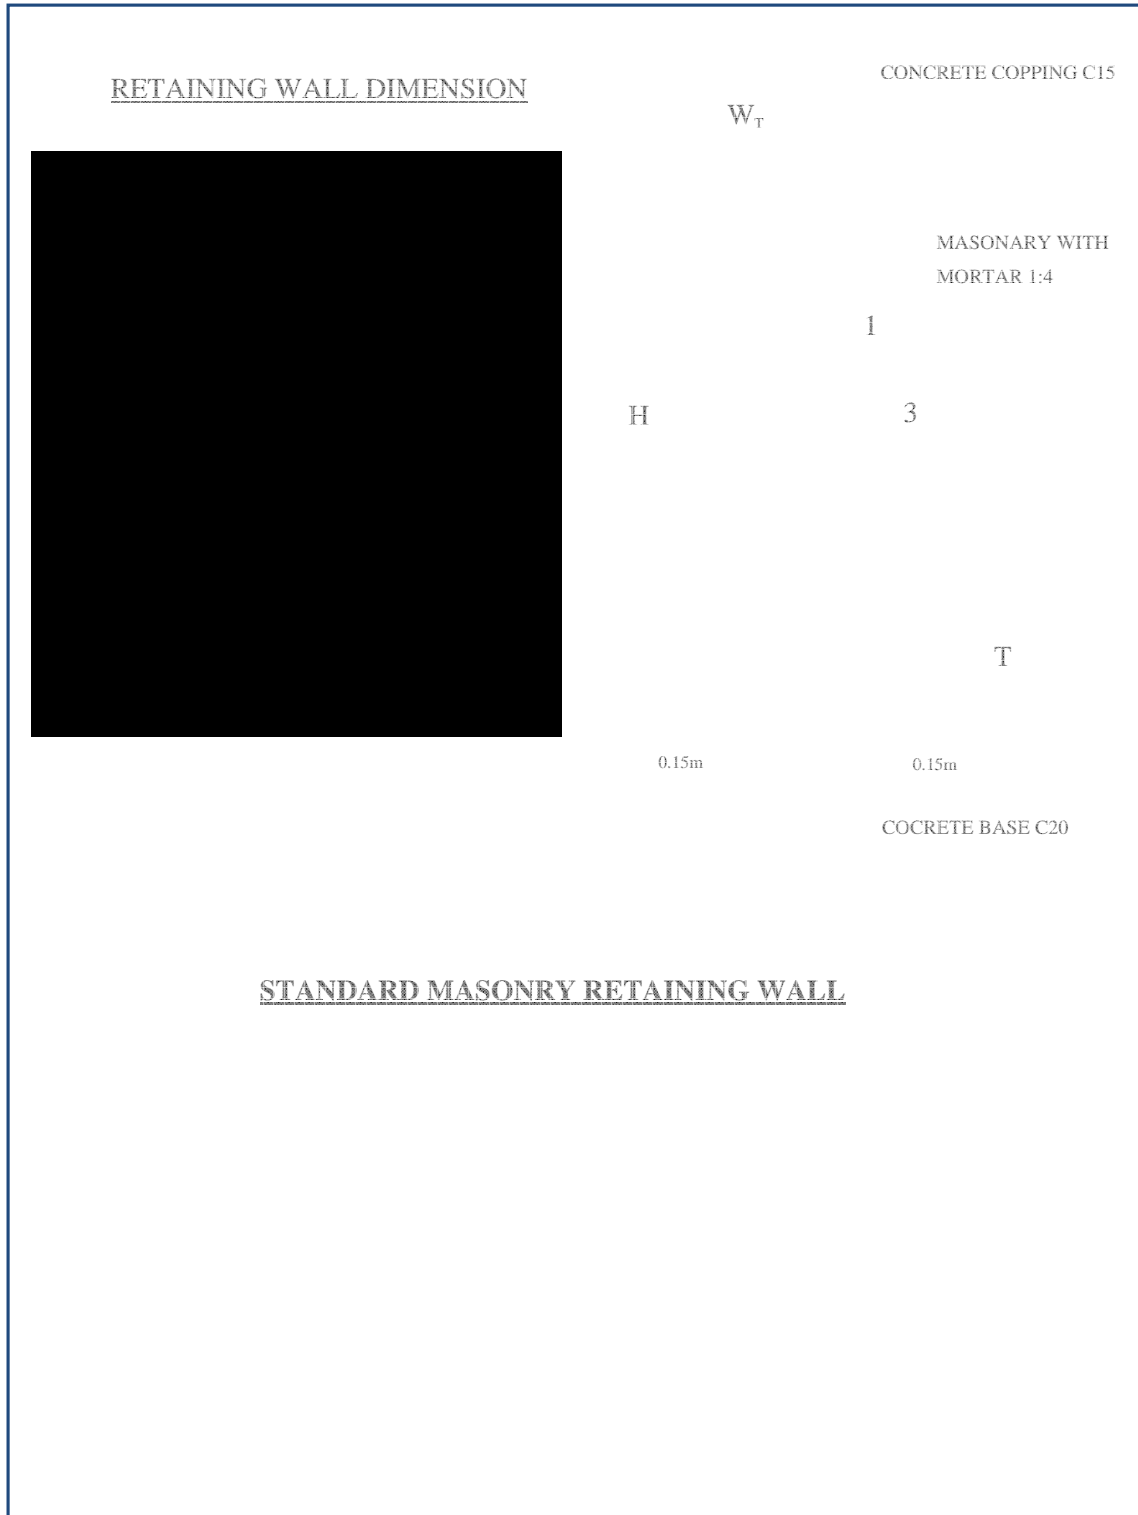 RETAINING WALL DIMENSION
CONCRETE COPPING C15
W_T
MASONARY WITH
MORTAR 1:4
1
H
3
T
0.15m
0.15m
COCRETE BASE C20
STANDARD MASONRY RETAINING WALL